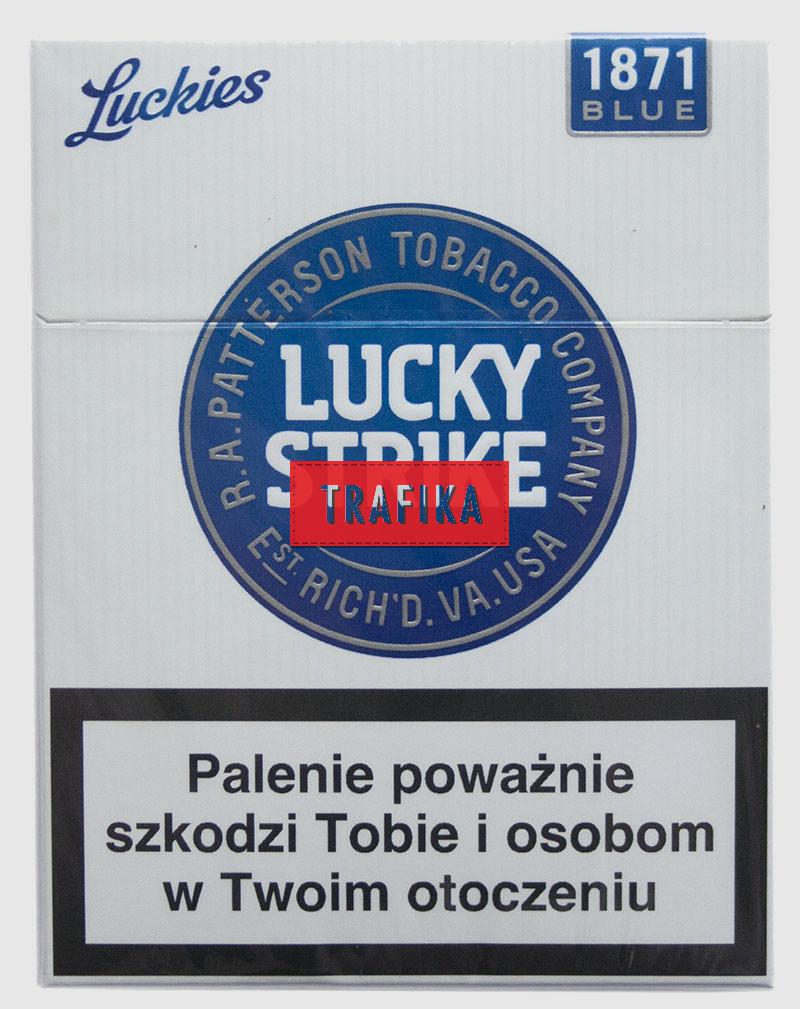 Luckies
1871
BLUE
R.A.PATTERSON TOBACCO COMPANY
LUCKY
STRIKE
TRAFIKA
EST. RICH'D. VA. USA
Palenie poważnie
szkodzi Tobie i osobom
w Twoim otoczeniu